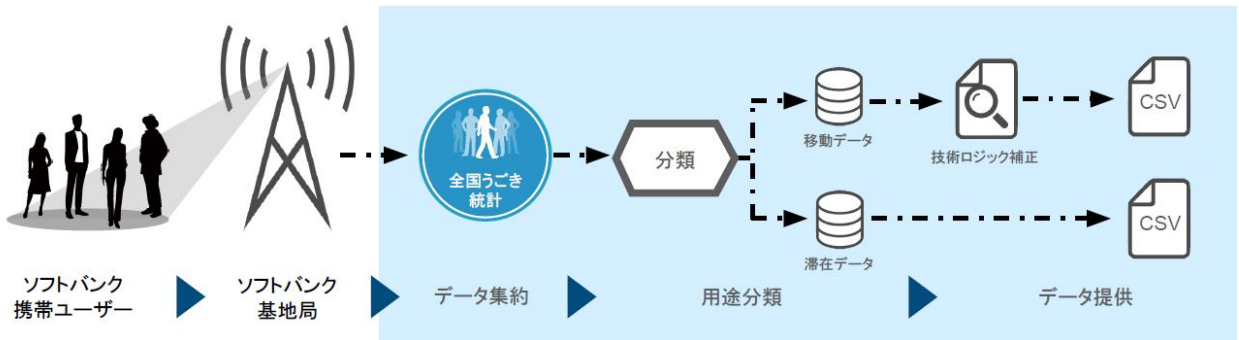 全国うごき
統計
分類
移動データ
技術ロジック補正
CSV
滞在データ
CSV
ソフトバンク
携帯ユーザー
ソフトバンク
基地局
データ集約
用途分類
データ提供